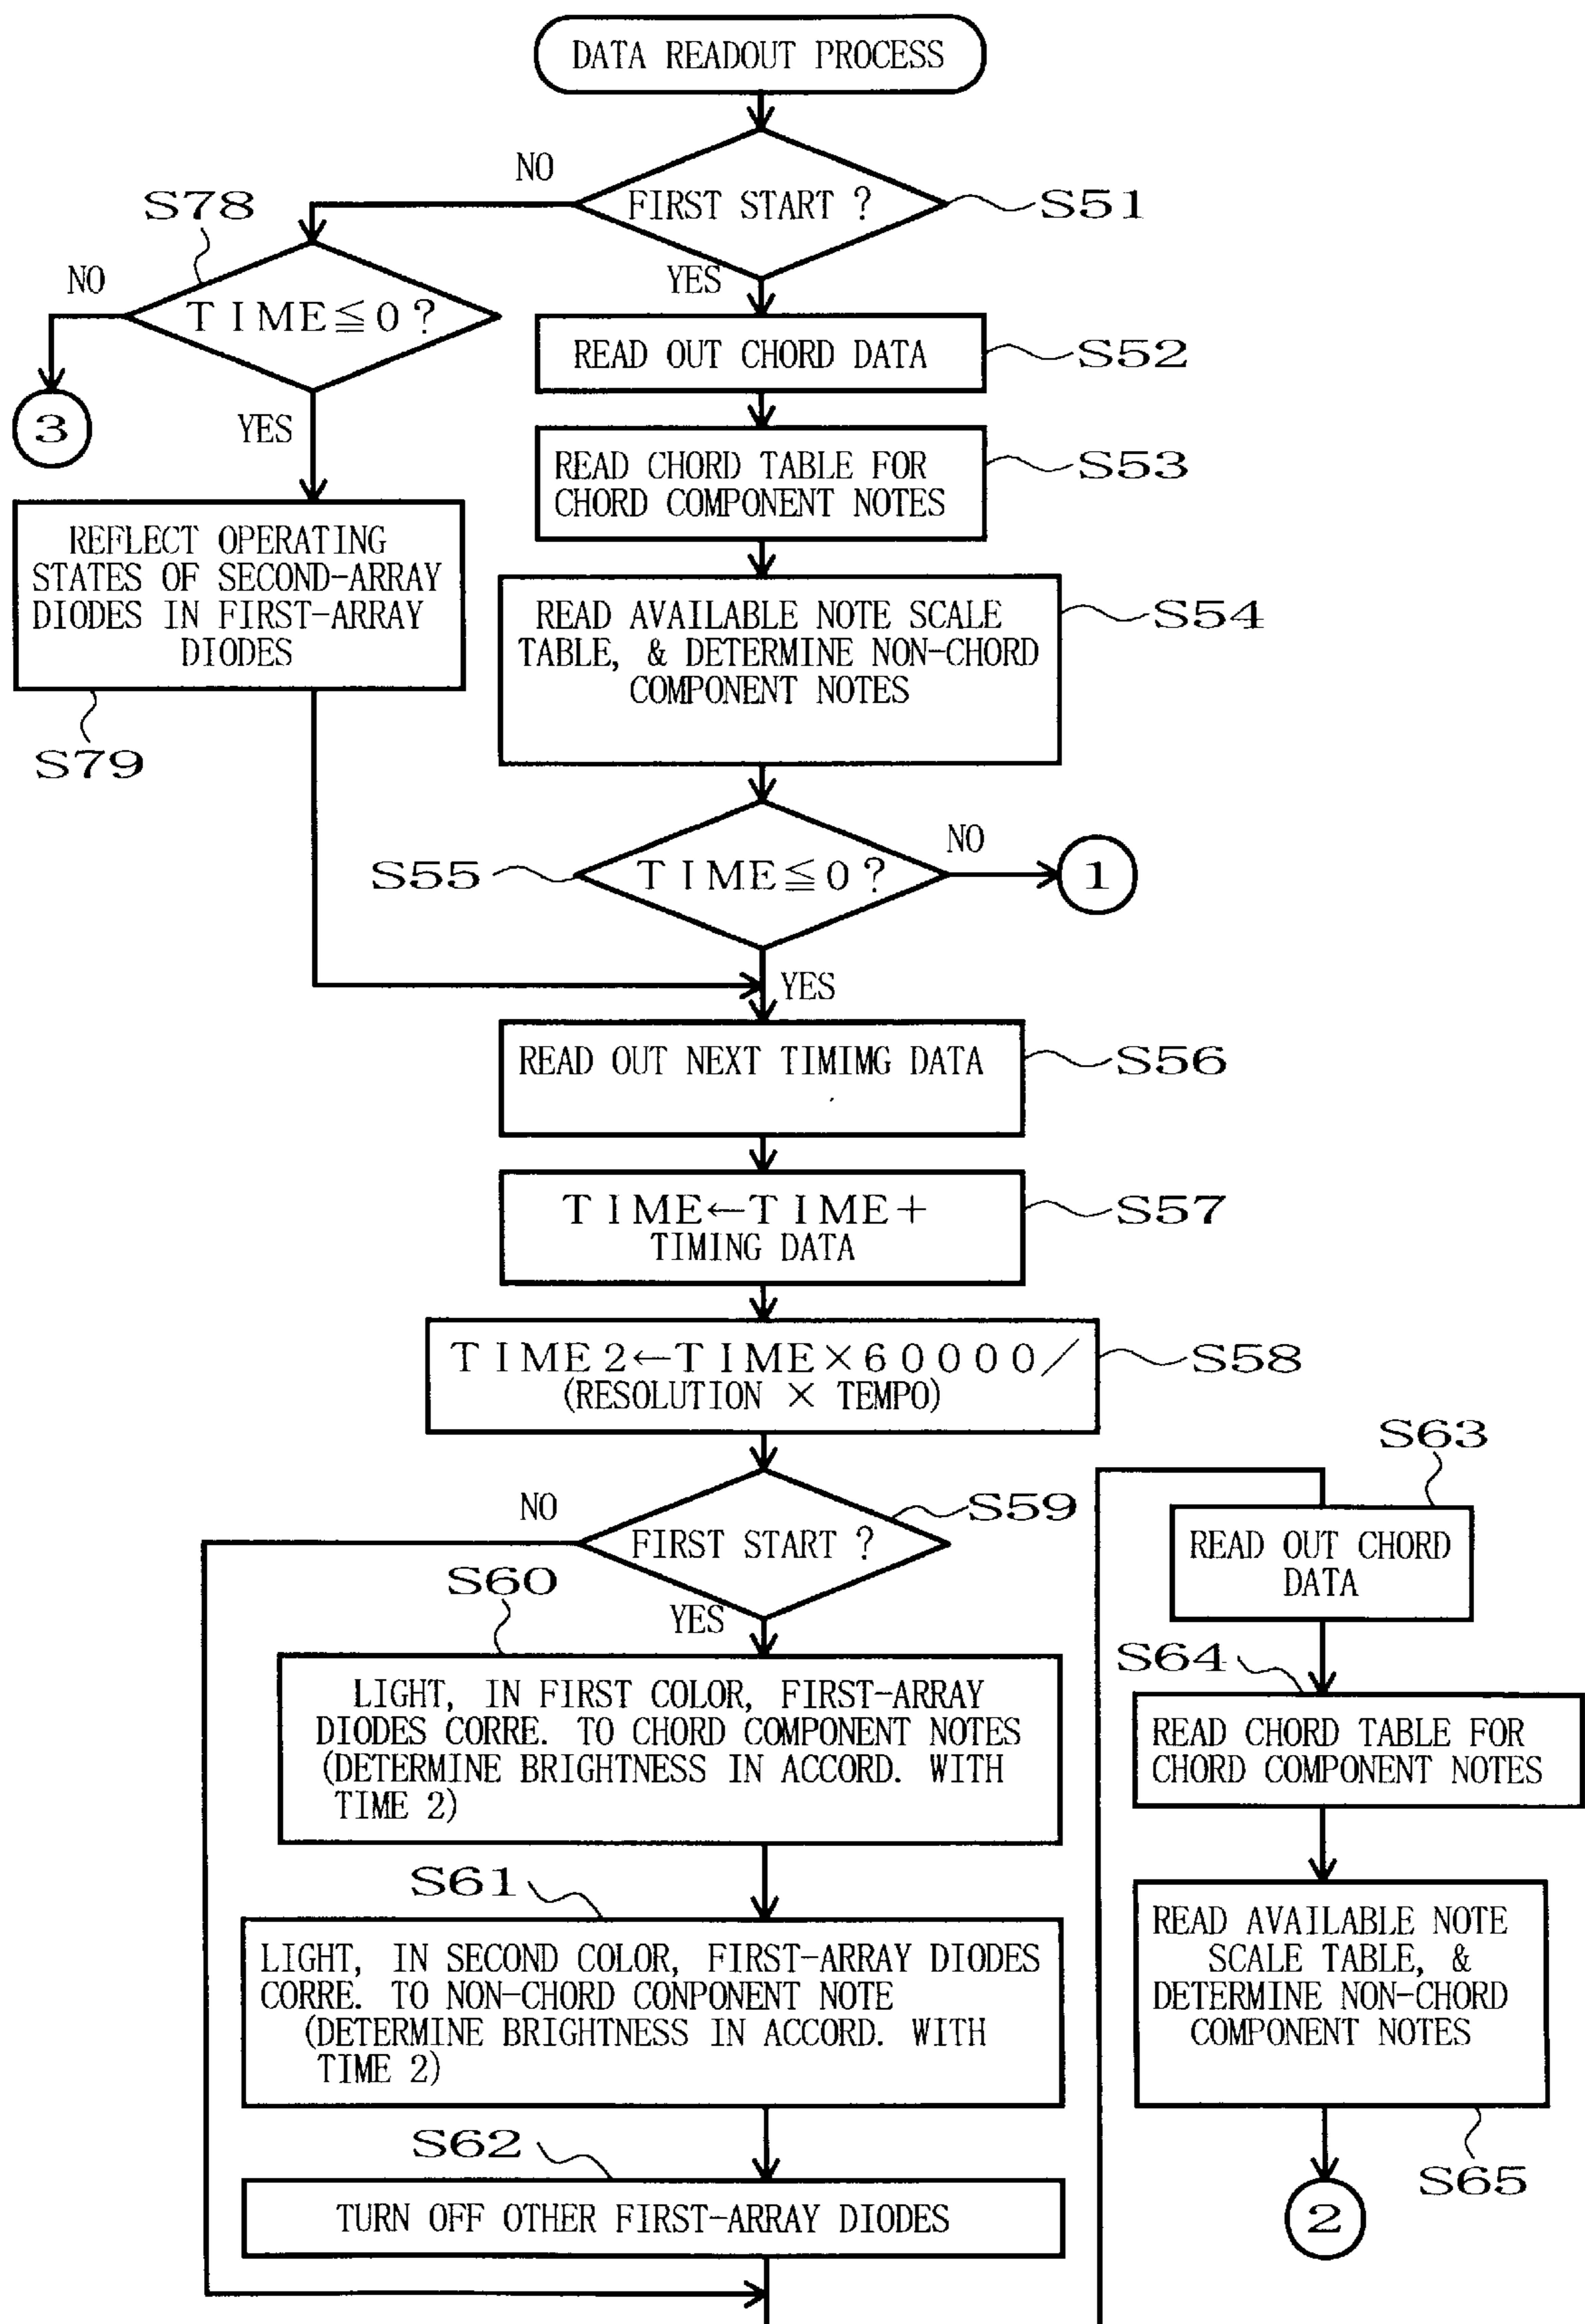 DATA READOUT PROCESS
NO
FIRST START ?
S51
S78
YES
NO
TIME≦0?
READ OUT CHORD DATA
S52
3
YES
READ CHORD TABLE FOR
CHORD COMPONENT NOTES
S53
REFLECT OPERATING
STATES OF SECOND-ARRAY
DIODES IN FIRST-ARRAY
DIODES
S79
READ AVAILABLE NOTE SCALE
TABLE, & DETERMINE NON-CHORD
COMPONENT NOTES
S54
S55
TIME≦0?
NO
1
YES
READ OUT NEXT TIMIMG DATA
S56
TIME←TIME+
TIMING DATA
S57
TIME2←TIME×60000/
(RESOLUTION × TEMPO)
S58
NO
FIRST START ?
S59
YES
S60
LIGHT, IN FIRST COLOR, FIRST-ARRAY
DIODES CORRE. TO CHORD COMPONENT NOTES
(DETERMINE BRIGHTNESS IN ACCORD. WITH
TIME 2)
S61
LIGHT, IN SECOND COLOR, FIRST-ARRAY DIODES
CORRE. TO NON-CHORD CONPONENT NOTE
(DETERMINE BRIGHTNESS IN ACCORD. WITH
TIME 2)
S62
TURN OFF OTHER FIRST-ARRAY DIODES
S63
READ OUT CHORD
DATA
S64
READ CHORD TABLE FOR
CHORD COMPONENT NOTES
READ AVAILABLE NOTE
SCALE TABLE, &
DETERMINE NON-CHORD
COMPONENT NOTES
S65
2